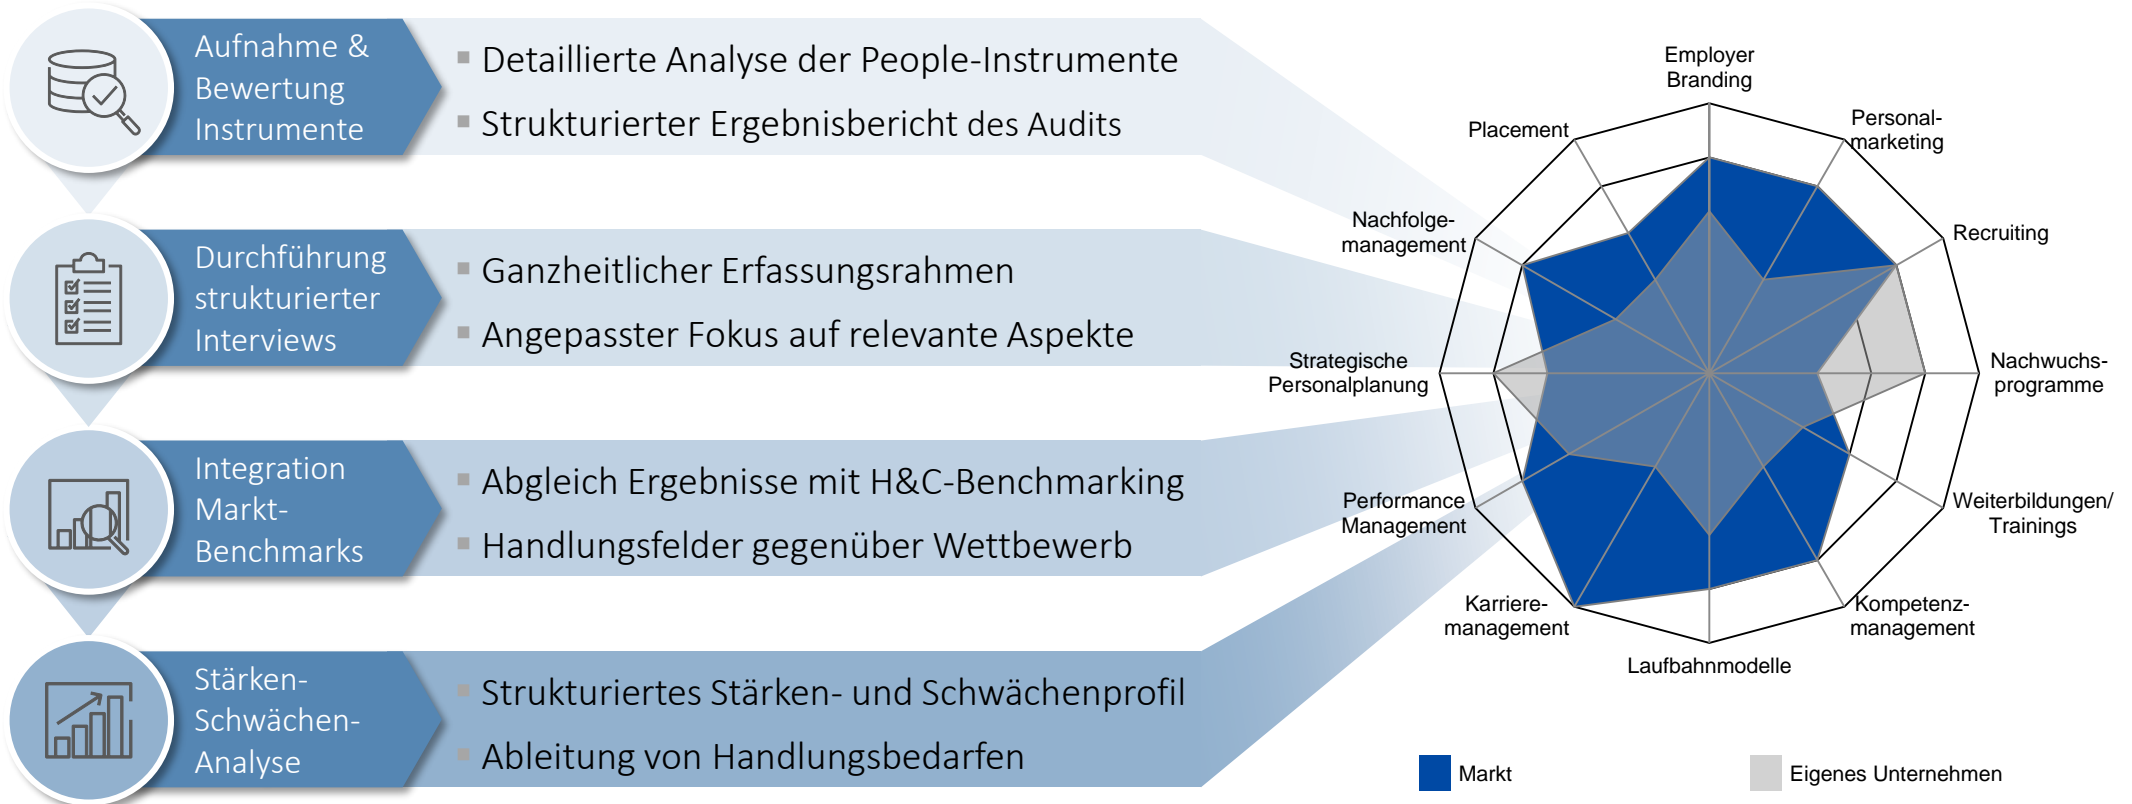 Aufnahme &
Bewertung
Instrumente
Detaillierte Analyse der People-Instrumente
Strukturierter Ergebnisbericht des Audits
Durchführung
strukturierter
Interviews
Ganzheitlicher Erfassungsrahmen
Angepasster Fokus auf relevante Aspekte
Integration
Markt-
Benchmarks
Abgleich Ergebnisse mit H&C-Benchmarking
Handlungsfelder gegenüber Wettbewerb
Stärken-
Schwächen-
Analyse
Strukturiertes Stärken- und Schwächenprofil
Ableitung von Handlungsbedarfen
Employer
Branding
Personal-
marketing
Recruiting
Nachwuchs-
programme
Weiterbildungen/
Trainings
Kompetenz-
management
Laufbahnmodelle
Karriere-
management
Performance
Management
Strategische
Personalplanung
Nachfolge-
management
Placement
Markt
Eigenes Unternehmen